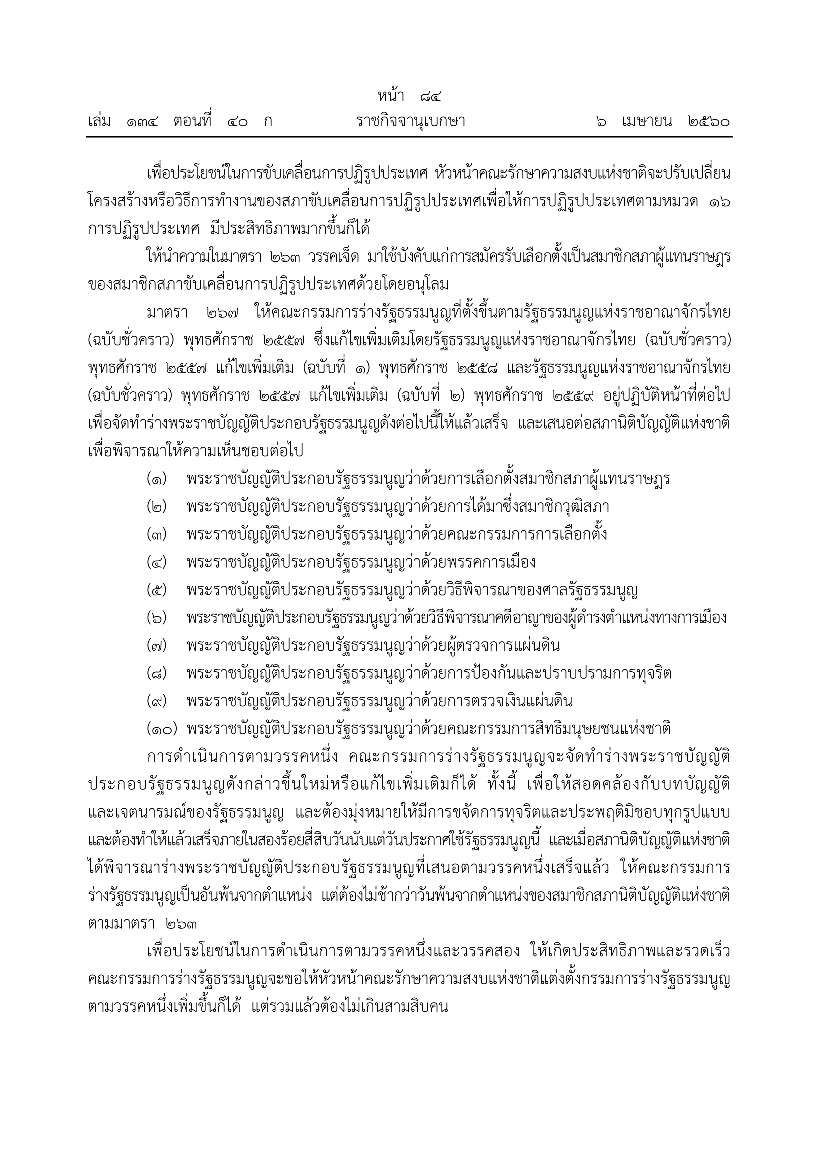 หน้า ๘๔
เล่ม ๑๓๔ ตอนที่ ๔๐ ก ราชกิจจานุเบกษา ๖ เมษายน ๒๕๖๐
เพื่อประโยชน์ในการขับเคลื่อนการปฏิรูปประเทศ หัวหน้าคณะรักษาความสงบแห่งชาติจะปรับเปลี่ยน
โครงสร้างหรือวิธีการทำงานของสภาขับเคลื่อนการปฏิรูปประเทศเพื่อให้การปฏิรูปประเทศตามหมวด ๑๖
การปฏิรูปประเทศ มีประสิทธิภาพมากขึ้นก็ได้
ให้นำความในมาตรา ๒๖๓ วรรคเจ็ด มาใช้บังคับแก่การสมัครรับเลือกตั้งเป็นสมาชิกสภาผู้แทนราษฎร
ของสมาชิกสภาขับเคลื่อนการปฏิรูปประเทศด้วยโดยอนุโลม
มาตรา ๒๖๗ ให้คณะกรรมการร่างรัฐธรรมนูญที่ตั้งขึ้นตามรัฐธรรมนูญแห่งราชอาณาจักรไทย
(ฉบับชั่วคราว) พุทธศักราช ๒๕๕๗ ซึ่งแก้ไขเพิ่มเติมโดยรัฐธรรมนูญแห่งราชอาณาจักรไทย (ฉบับชั่วคราว)
พุทธศักราช ๒๕๕๗ แก้ไขเพิ่มเติม (ฉบับที่ ๑) พุทธศักราช ๒๕๕๘ และรัฐธรรมนูญแห่งราชอาณาจักรไทย
(ฉบับชั่วคราว) พุทธศักราช ๒๕๕๗ แก้ไขเพิ่มเติม (ฉบับที่ ๒) พุทธศักราช ๒๕๕๙ อยู่ปฏิบัติหน้าที่ต่อไป
เพื่อจัดทำร่างพระราชบัญญัติประกอบรัฐธรรมนูญดังต่อไปนี้ให้แล้วเสร็จ และเสนอต่อสภานิติบัญญัติแห่งชาติ
เพื่อพิจารณาให้ความเห็นชอบต่อไป
(๑) พระราชบัญญัติประกอบรัฐธรรมนูญว่าด้วยการเลือกตั้งสมาชิกสภาผู้แทนราษฎร
(๒) พระราชบัญญัติประกอบรัฐธรรมนูญว่าด้วยการได้มาซึ่งสมาชิกวุฒิสภา
(๓) พระราชบัญญัติประกอบรัฐธรรมนูญว่าด้วยคณะกรรมการการเลือกตั้ง
(๔) พระราชบัญญัติประกอบรัฐธรรมนูญว่าด้วยพรรคการเมือง
(๕) พระราชบัญญัติประกอบรัฐธรรมนูญว่าด้วยวิธีพิจารณาของศาลรัฐธรรมนูญ
(๖) พระราชบัญญัติประกอบรัฐธรรมนูญว่าด้วยวิธีพิจารณาคดีอาญาของผู้ดำรงตำแหน่งทางการเมือง
(๗) พระราชบัญญัติประกอบรัฐธรรมนูญว่าด้วยผู้ตรวจการแผ่นดิน
(๘) พระราชบัญญัติประกอบรัฐธรรมนูญว่าด้วยการป้องกันและปราบปรามการทุจริต
(๙) พระราชบัญญัติประกอบรัฐธรรมนูญว่าด้วยการตรวจเงินแผ่นดิน
(๑๐) พระราชบัญญัติประกอบรัฐธรรมนูญว่าด้วยคณะกรรมการสิทธิมนุษยชนแห่งชาติ
การดำเนินการตามวรรคหนึ่ง คณะกรรมการร่างรัฐธรรมนูญจะจัดทำร่างพระราชบัญญัติ
ประกอบรัฐธรรมนูญดังกล่าวขึ้นใหม่หรือแก้ไขเพิ่มเติมก็ได้ ทั้งนี้ เพื่อให้สอดคล้องกับบทบัญญัติ
และเจตนารมณ์ของรัฐธรรมนูญ และต้องมุ่งหมายให้มีการขจัดการทุจริตและประพฤติมิชอบทุกรูปแบบ
และต้องทำให้แล้วเสร็จภายในสองร้อยสี่สิบวันนับแต่วันประกาศใช้รัฐธรรมนูญนี้ และเมื่อสภานิติบัญญัติแห่งชาติ
ได้พิจารณาร่างพระราชบัญญัติประกอบรัฐธรรมนูญที่เสนอตามวรรคหนึ่งเสร็จแล้ว ให้คณะกรรมการ
ร่างรัฐธรรมนูญเป็นอันพ้นจากตำแหน่ง แต่ต้องไม่ช้ากว่าวันพ้นจากตำแหน่งของสมาชิกสภานิติบัญญัติแห่งชาติ
ตามมาตรา ๒๖๓
เพื่อประโยชน์ในการดำเนินการตามวรรคหนึ่งและวรรคสอง ให้เกิดประสิทธิภาพและรวดเร็ว
คณะกรรมการร่างรัฐธรรมนูญจะขอให้หัวหน้าคณะรักษาความสงบแห่งชาติแต่งตั้งกรรมการร่างรัฐธรรมนูญ
ตามวรรคหนึ่งเพิ่มขึ้นก็ได้ แต่รวมแล้วต้องไม่เกินสามสิบคน